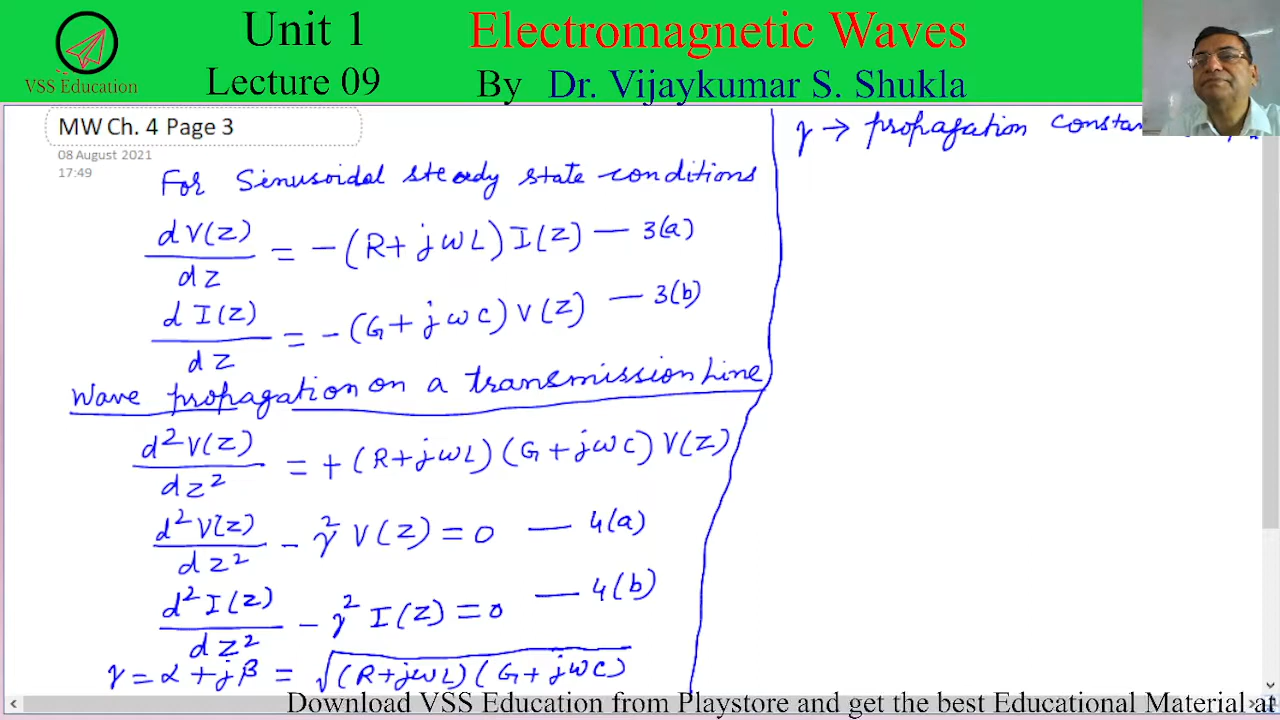 Unit 1
Electromagnetic Waves
VSS Education
Lecture 09
By Dr. Vijaykumar S. Shukla
MW Ch. 4 Page 3
08 August 2021
17:49
For Sinusoidal steady state conditions
dV(z)/dz = -(R+jωL)I(z) — 3(a)
dI(z)/dz = -(G+jωC)V(z) — 3(b)
Wave propagation on a transmission Line
d²V(z)/dz² = +(R+jωL)(G+jωC)V(z)
d²V(z)/dz² - γ²V(z)=0 — 4(a)
d²I(z)/dz² - γ²I(z)=0 — 4(b)
γ=α+jβ = √(R+jωL)(G+jωC)
γ → propagation
Download VSS Education from Playstore and get the best Educational Material at